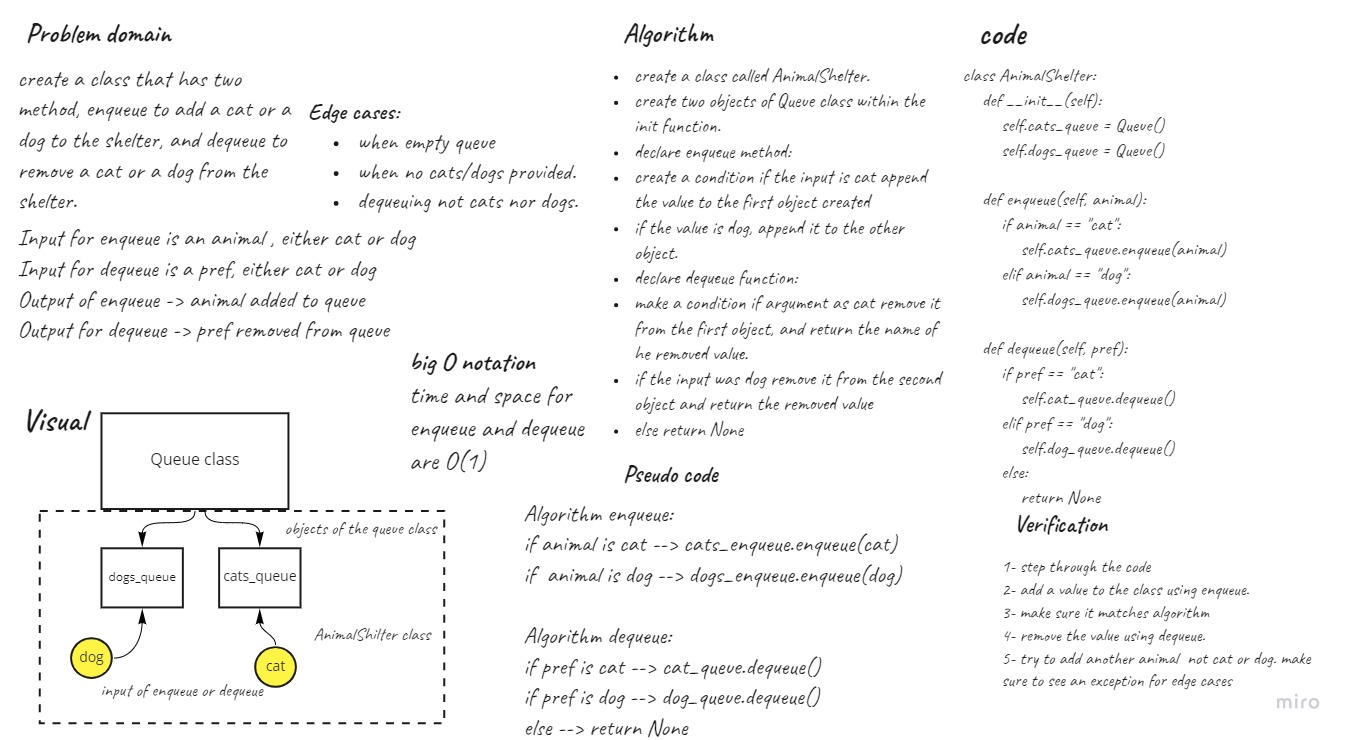 Problem domain
create a class that has two
method, enqueue to add a cat or a
dog to the shelter, and dequeue to
remove a cat or a dog from the
shelter.
Edge cases:
• when empty queue
• when no cats/dogs provided.
• dequeuing not cats nor dogs.
Input for enqueue is an animal , either cat or dog
Input for dequeue is a pref, either cat or dog
Output of enqueue -> animal added to queue
Output for dequeue -> pref removed from queue
big O notation
time and space for
enqueue and dequeue
are O(1)
Visual
Queue class
objects of the queue class
dogs_queue
cats_queue
AnimalShilter class
dog
cat
input of enqueue or dequeue
Algorithm
• create a class called AnimalShelter.
• create two objects of Queue class within the
init function.
• declare enqueue method:
• create a condition if the input is cat append
the value to the first object created
• if the value is dog, append it to the other
object.
• declare dequeue function:
• make a condition if argument as cat remove it
from the first object, and return the name of
he removed value.
• if the input was dog remove it from the second
object and return the removed value
• else return None
Pseudo code
Algorithm enqueue:
if animal is cat --> cats_enqueue.enqueue(cat)
if animal is dog --> dogs_enqueue.enqueue(dog)
Algorithm dequeue:
if pref is cat --> cat_queue.dequeue()
if pref is dog --> dog_queue.dequeue()
else --> return None
code
class AnimalShelter:
def __init__(self):
self.cats_queue = Queue()
self.dogs_queue = Queue()
def enqueue(self, animal):
if animal == "cat":
self.cats_queue.enqueue(animal)
elif animal == "dog":
self.dogs_queue.enqueue(animal)
def dequeue(self, pref):
if pref == "cat":
self.cat_queue.dequeue()
elif pref == "dog":
self.dog_queue.dequeue()
else:
return None
Verification
1- step through the code
2- add a value to the class using enqueue.
3- make sure it matches algorithm
4- remove the value using dequeue.
5- try to add another animal not cat or dog. make
sure to see an exception for edge cases
miro